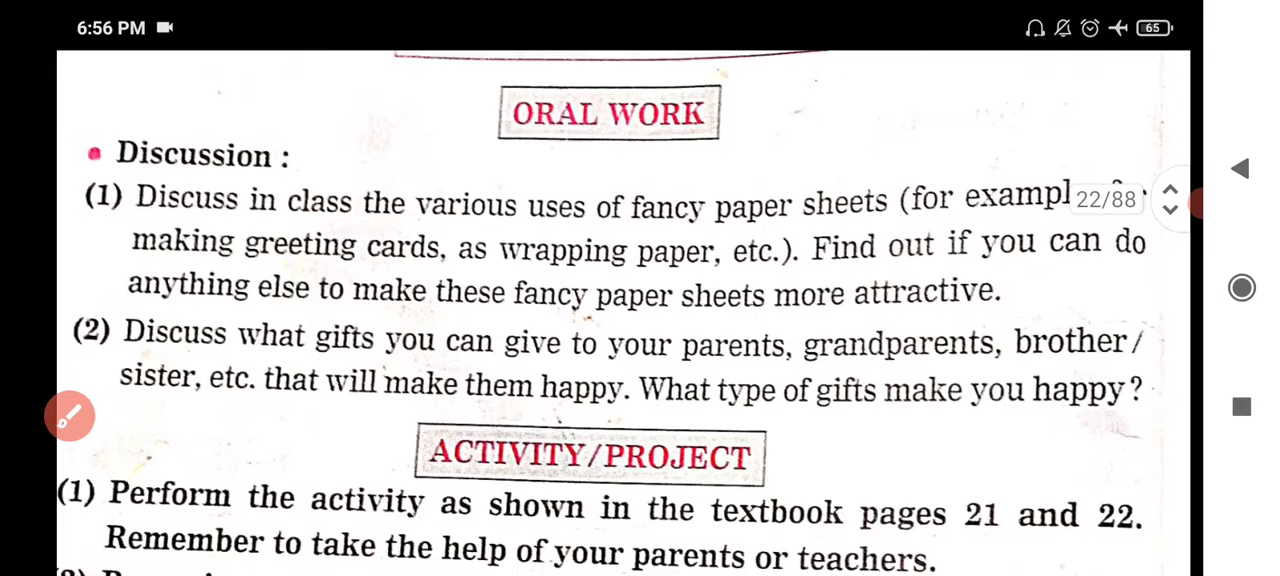 6:56 PM
65
ORAL WORK
• Discussion :
(1) Discuss in class the various uses of fancy paper sheets (for exampl
22/88
making greeting cards, as wrapping paper, etc.). Find out if you can do
anything else to make these fancy paper sheets more attractive.
(2) Discuss what gifts you can give to your parents, grandparents, brother/
sister, etc. that will make them happy. What type of gifts make you happy?
ACTIVITY/PROJECT
(1) Perform the activity as shown in the textbook pages 21 and 22.
Remember to take the help of your parents or teachers.